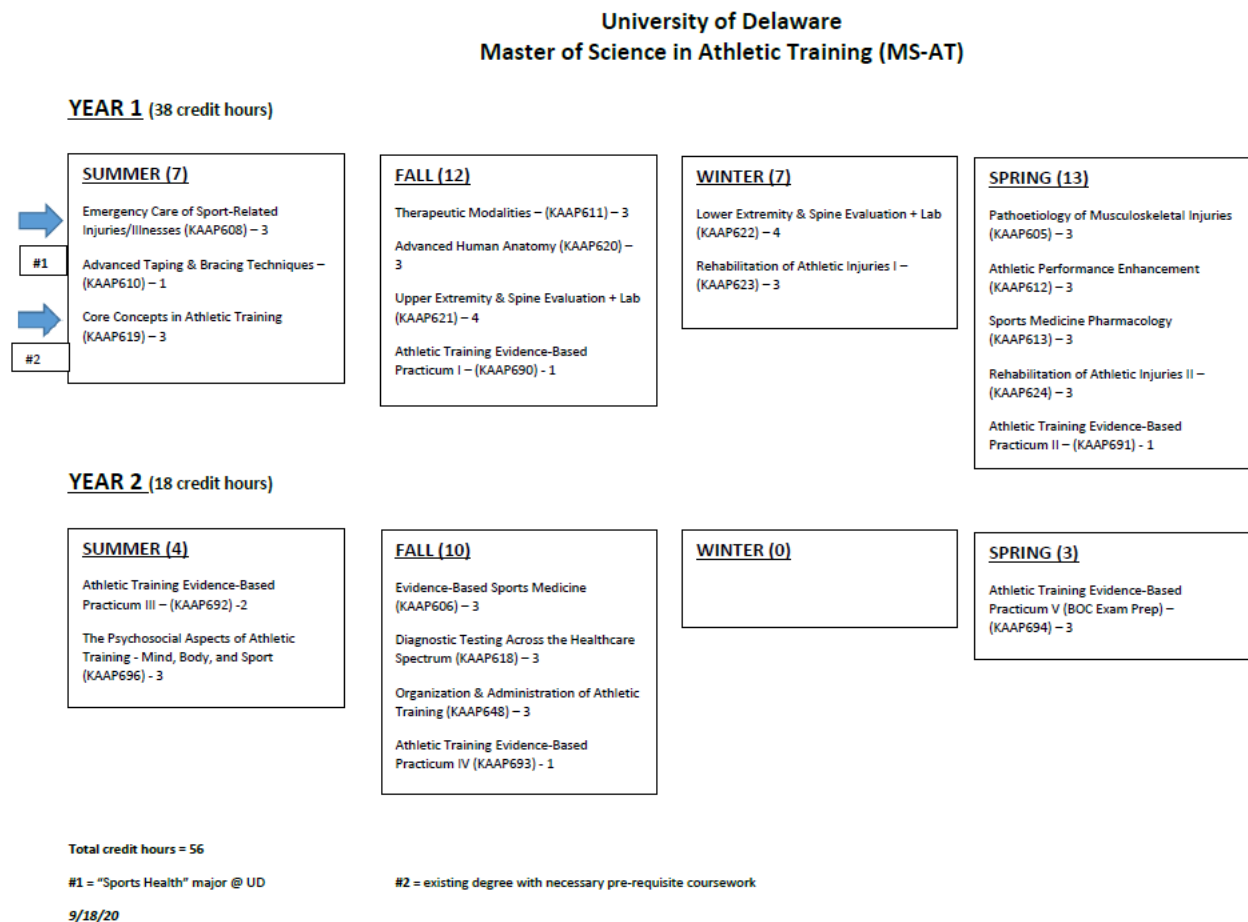 University of Delaware
Master of Science in Athletic Training (MS-AT)
YEAR 1 (38 credit hours)
SUMMER (7)
Emergency Care of Sport-Related
Injuries/Illnesses (KAAP608) – 3
#1
Advanced Taping & Bracing Techniques –
(KAAP610) – 1
Core Concepts in Athletic Training
(KAAP619) – 3
#2
FALL (12)
Therapeutic Modalities – (KAAP611) – 3
Advanced Human Anatomy (KAAP620) –
3
Upper Extremity & Spine Evaluation + Lab
(KAAP621) – 4
Athletic Training Evidence-Based
Practicum I – (KAAP690) - 1
WINTER (7)
Lower Extremity & Spine Evaluation + Lab
(KAAP622) – 4
Rehabilitation of Athletic Injuries I –
(KAAP623) – 3
SPRING (13)
Pathoetiology of Musculoskeletal Injuries
(KAAP605) – 3
Athletic Performance Enhancement
(KAAP612) – 3
Sports Medicine Pharmacology
(KAAP613) – 3
Rehabilitation of Athletic Injuries II –
(KAAP624) – 3
Athletic Training Evidence-Based
Practicum II – (KAAP691) - 1
YEAR 2 (18 credit hours)
SUMMER (4)
Athletic Training Evidence-Based
Practicum III – (KAAP692) -2
The Psychosocial Aspects of Athletic
Training - Mind, Body, and Sport
(KAAP696) - 3
FALL (10)
Evidence-Based Sports Medicine
(KAAP606) – 3
Diagnostic Testing Across the Healthcare
Spectrum (KAAP618) – 3
Organization & Administration of Athletic
Training (KAAP648) – 3
Athletic Training Evidence-Based
Practicum IV (KAAP693) - 1
WINTER (0)
SPRING (3)
Athletic Training Evidence-Based
Practicum V (BOC Exam Prep) –
(KAAP694) – 3
Total credit hours = 56
#1 = “Sports Health” major @ UD
#2 = existing degree with necessary pre-requisite coursework
9/18/20